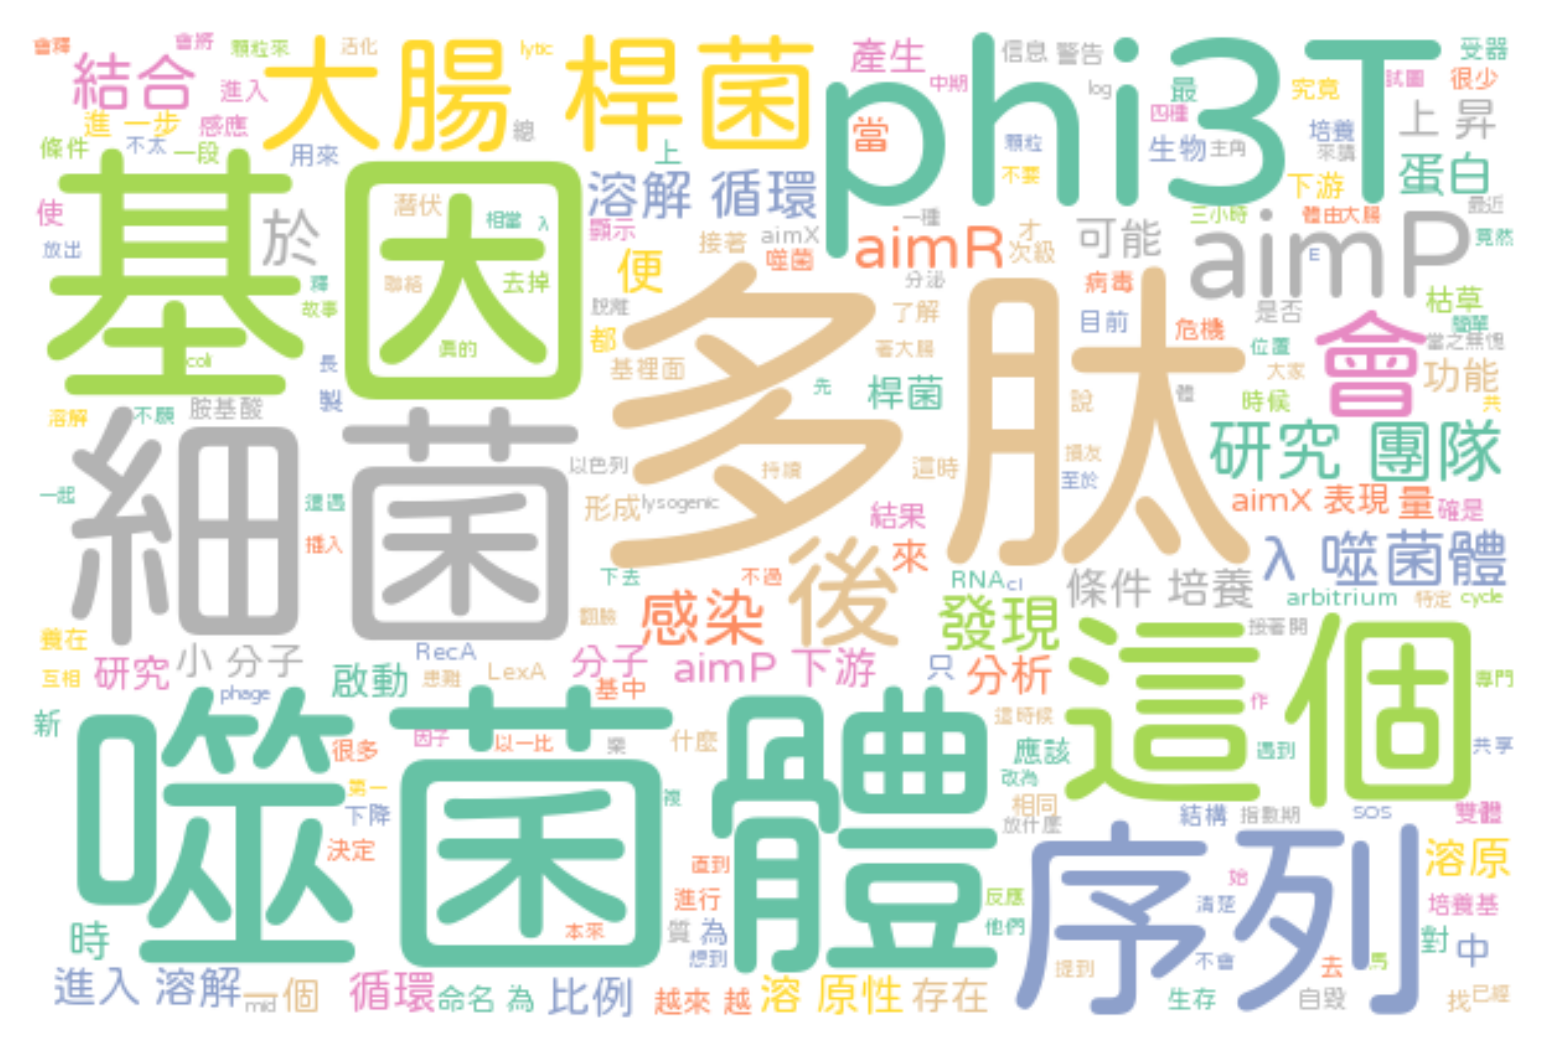 會釋 會將 顆粒來 活化 lytic 產生 信息 警告 受器
結合 大腸 桿菌 phi3T 中期 log 最 究竟 試圖 很少
進入 四種 上昇
進 一步 感應 總 當 顆粒 生物 主角 培養 來講 蛋白
條件 不太 一段 用來 上 不要 下游
基因 潛伏 相當 λ 溶解 循環 一種 三小時 體由大腸 最近
使 於 顯示 接著 aimX aimR 才 次級 可能 aimP 竟然
放出 噬菌 E
釋 聯絡 去掉 便 分泌 病毒 是否 枯草
故事 脫離 多肽 了解 目前 危機 簡單
coli 真的 都 著大腸 位置 會 當之無愧
長 基裡面 先 桿菌 大家 功能
製 說 體 時候 共
溶解 不願 胺基酸
細菌 以色列 持續 這時 損友 研究 團隊
一起 遭遇 形成 lysogenic 結果 至於 aimX 表現 量 確是
插入 來 λ 噬菌體
下去 不過 後 RNA cI 條件 培養 arbitrium 特定 cycle
翻臉 感染 發現 這個 接著開
養在 RecA
互相 研究 小 分子 啟動 患難 LexA 分子 aimP 下游 只 分析 專門
phage 基中
新 噬菌體 很多 因子 以一比 樂 什麼 這時候 作
應該 遇到 共享
第一 複 改為
下降 相同 結構 指數期 SOS 雙體
放什麼
決定 直到 序列 溶原
進行 反應 始 清楚 培養基
時 本來 質 為 他們 對 中
想到 提到 不會 去 馬
進入 溶解 mid 一個 循環 命名 為 比例 越來 越 溶 原性 存在 生存 自毀 找 已經